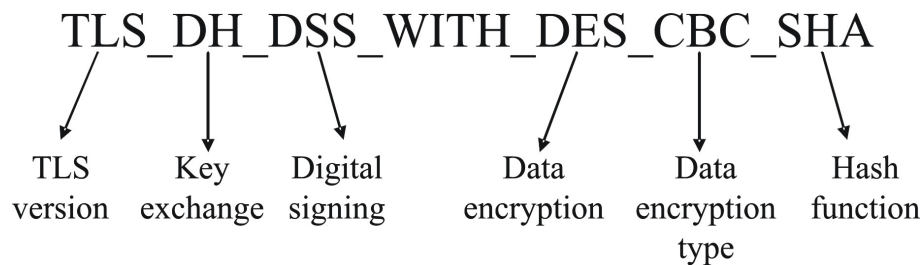 TLS_DH_DSS_WITH_DES_CBC_SHA
TLS version
Key exchange
Digital signing
Data encryption
Data encryption type
Hash function